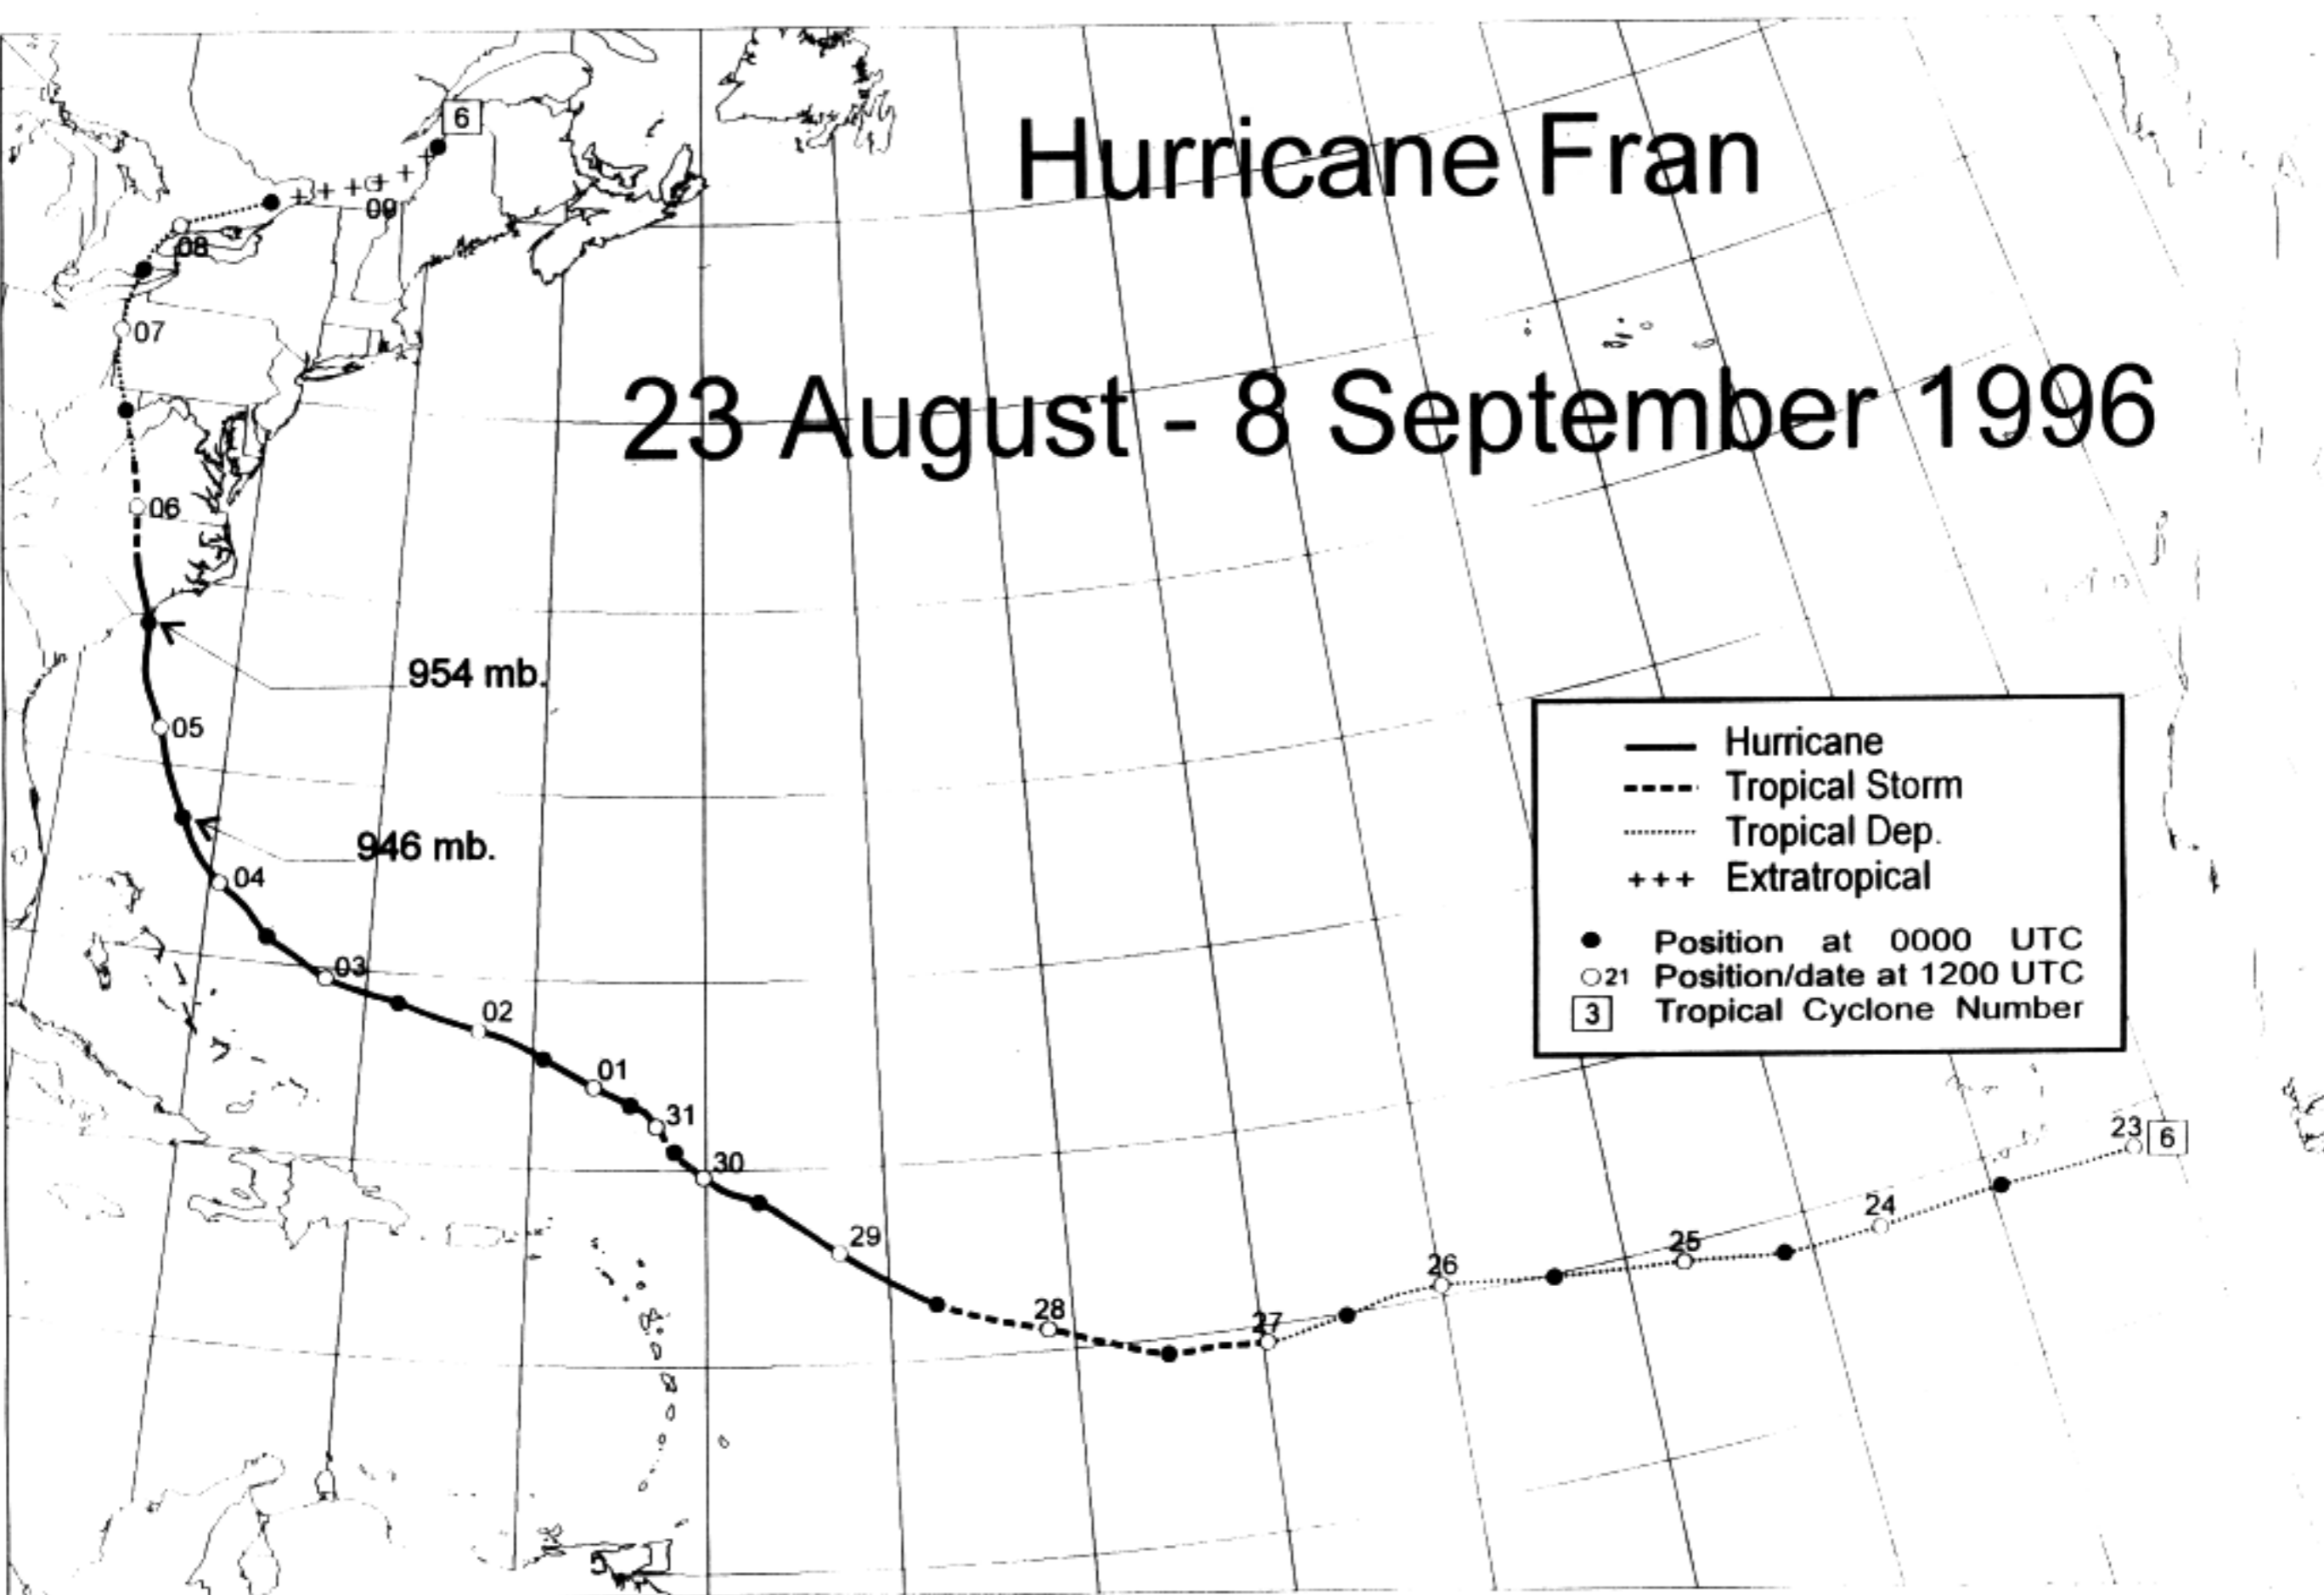 Hurricane Fran
23 August - 8 September 1996
6
09
08
07
06
954 mb.
05
946 mb.
04
03
02
01
31
30
29
28
27
26
25
24
23 6
Hurricane
Tropical Storm
Tropical Dep.
+++ Extratropical
Position at 0000 UTC
21 Position/date at 1200 UTC
3 Tropical Cyclone Number